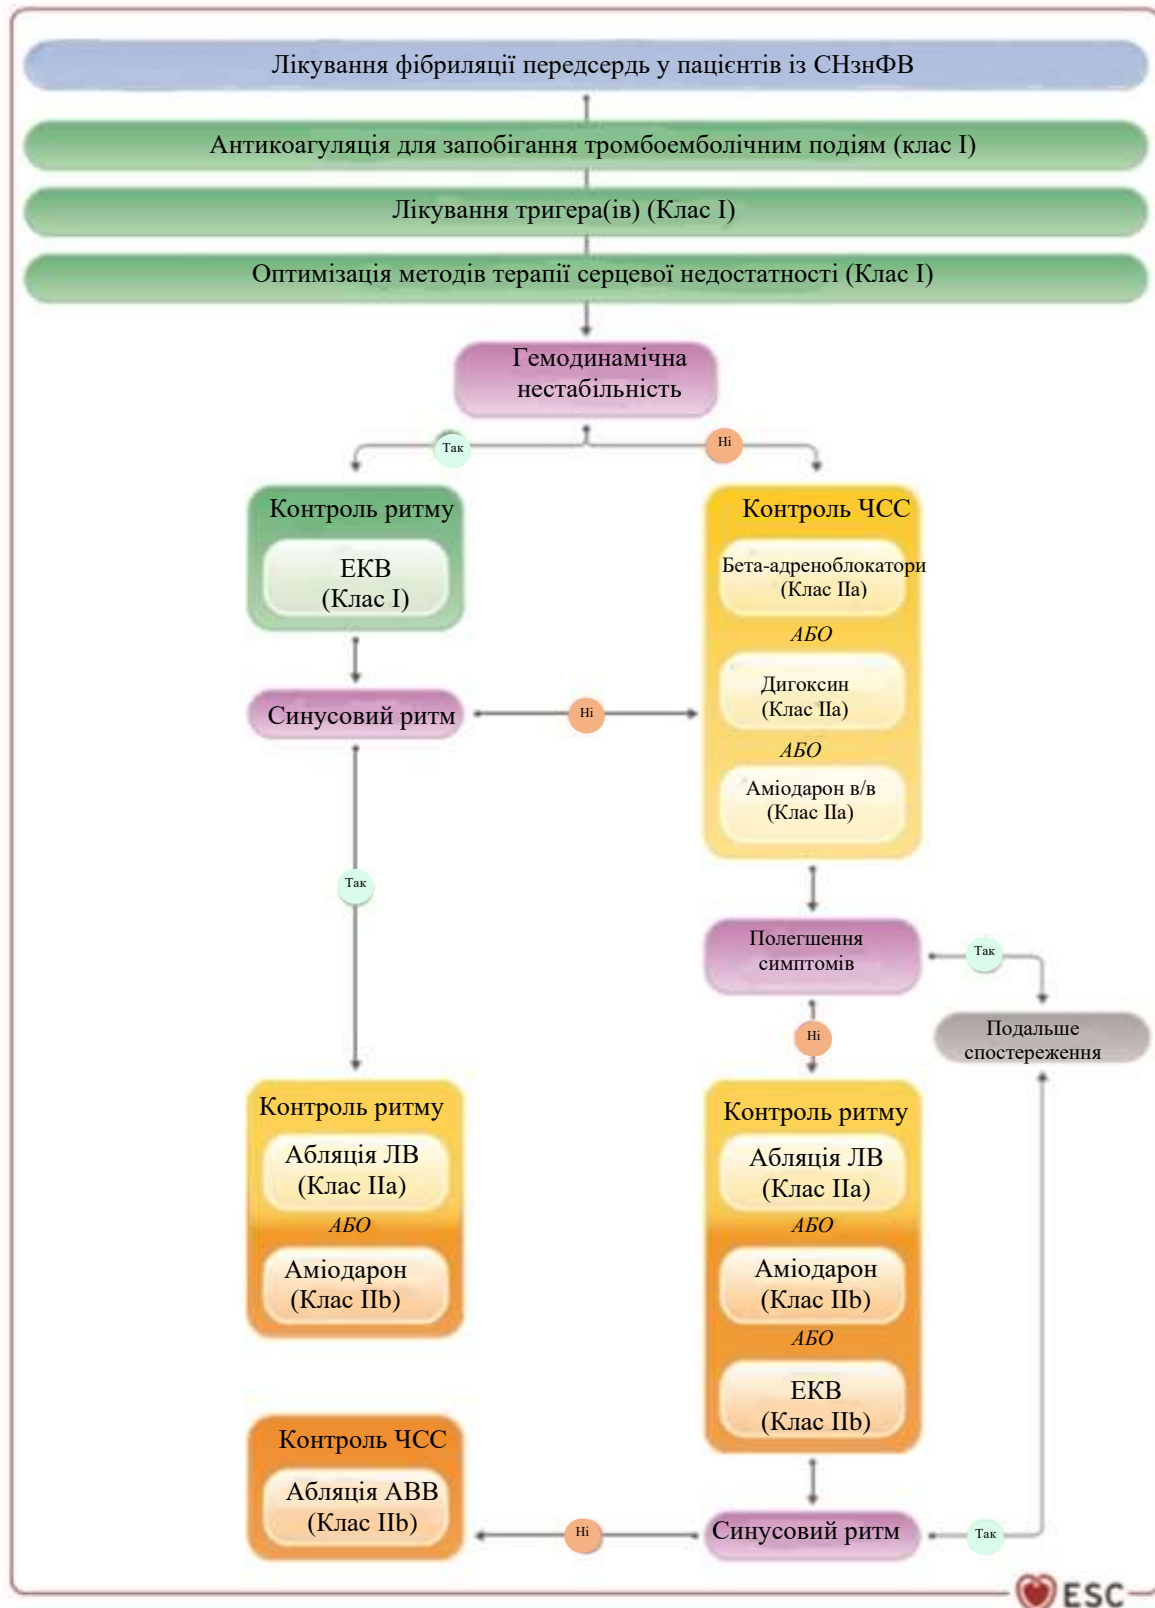 Лікування фібриляції передсердь у пацієнтів із СНзнФВ
Антикоагуляція для запобігання тромбоемболічним подіям (клас I)
Лікування тригера(ів) (Клас I)
Оптимізація методів терапії серцевої недостатності (Клас I)
Гемодинамічна
нестабільність
Так
Ні
Контроль ритму
ЕКВ
(Клас I)
Контроль ЧСС
Бета-адреноблокатори
(Клас IIa)
АБО
Дигоксин
(Клас IIa)
АБО
Аміодарон в/в
(Клас IIa)
Синусовий ритм
Ні
Так
Полегшення
симптомів
Так
Ні
Подальше
спостереження
Контроль ритму
Абляція ЛВ
(Клас IIa)
АБО
Аміодарон
(Клас IIb)
Контроль ритму
Абляція ЛВ
(Клас IIa)
АБО
Аміодарон
(Клас IIb)
АБО
ЕКВ
(Клас IIb)
Контроль ЧСС
Абляція АВВ
(Клас IIb)
Ні
Синусовий ритм
Так
ESC